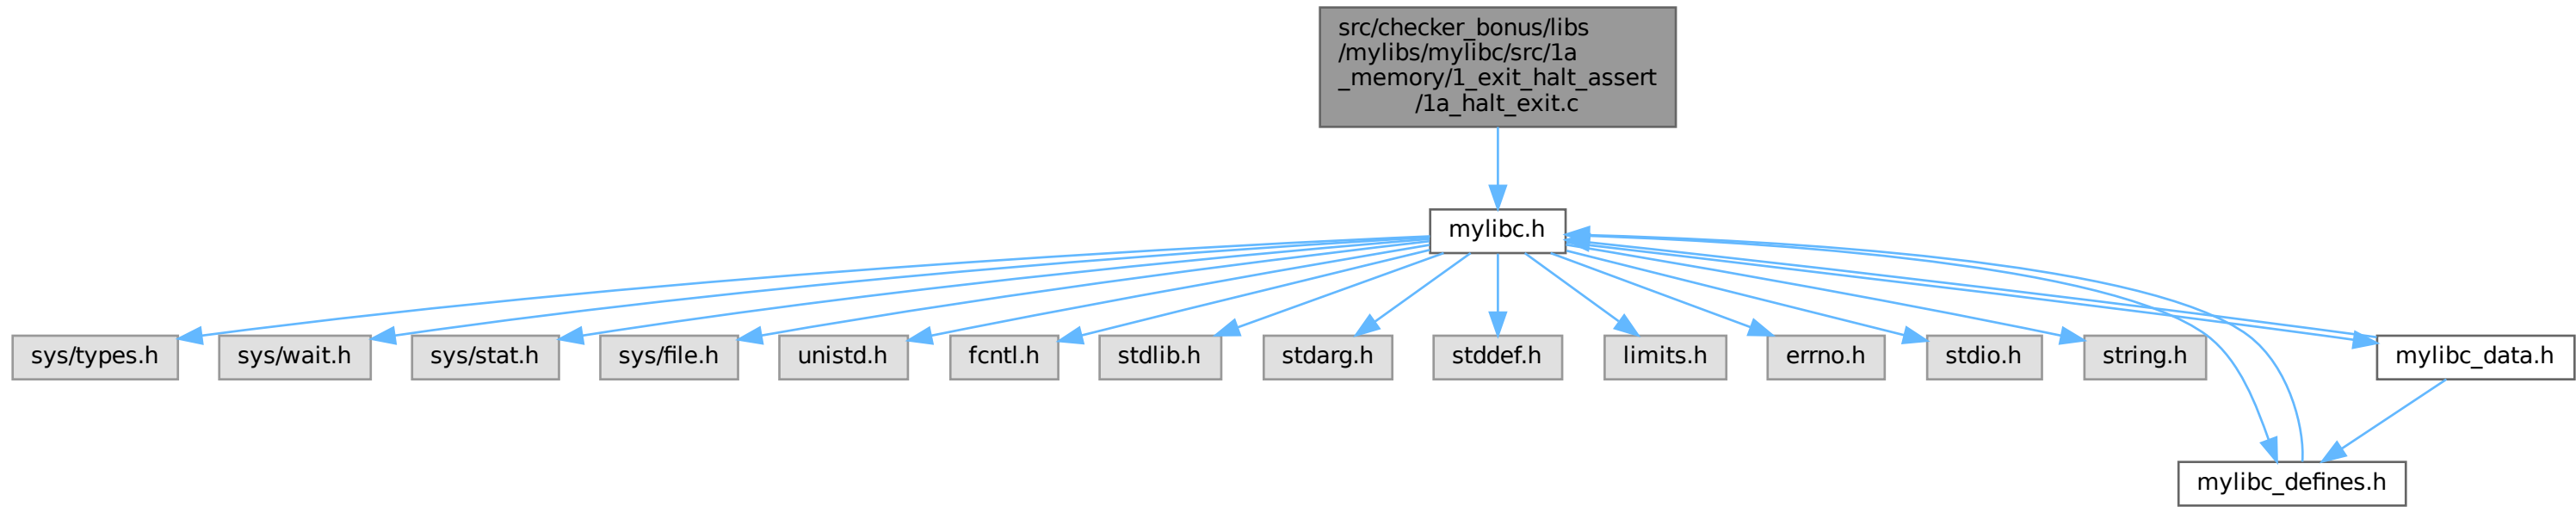 src/checker_bonus/libs
/mylibs/mylibc/src/1a
_memory/1_exit_halt_assert
/1a_halt_exit.c
mylibc.h
sys/types.h
sys/wait.h
sys/stat.h
sys/file.h
unistd.h
fcntl.h
stdlib.h
stdarg.h
stddef.h
limits.h
errno.h
stdio.h
string.h
mylibc_data.h
mylibc_defines.h